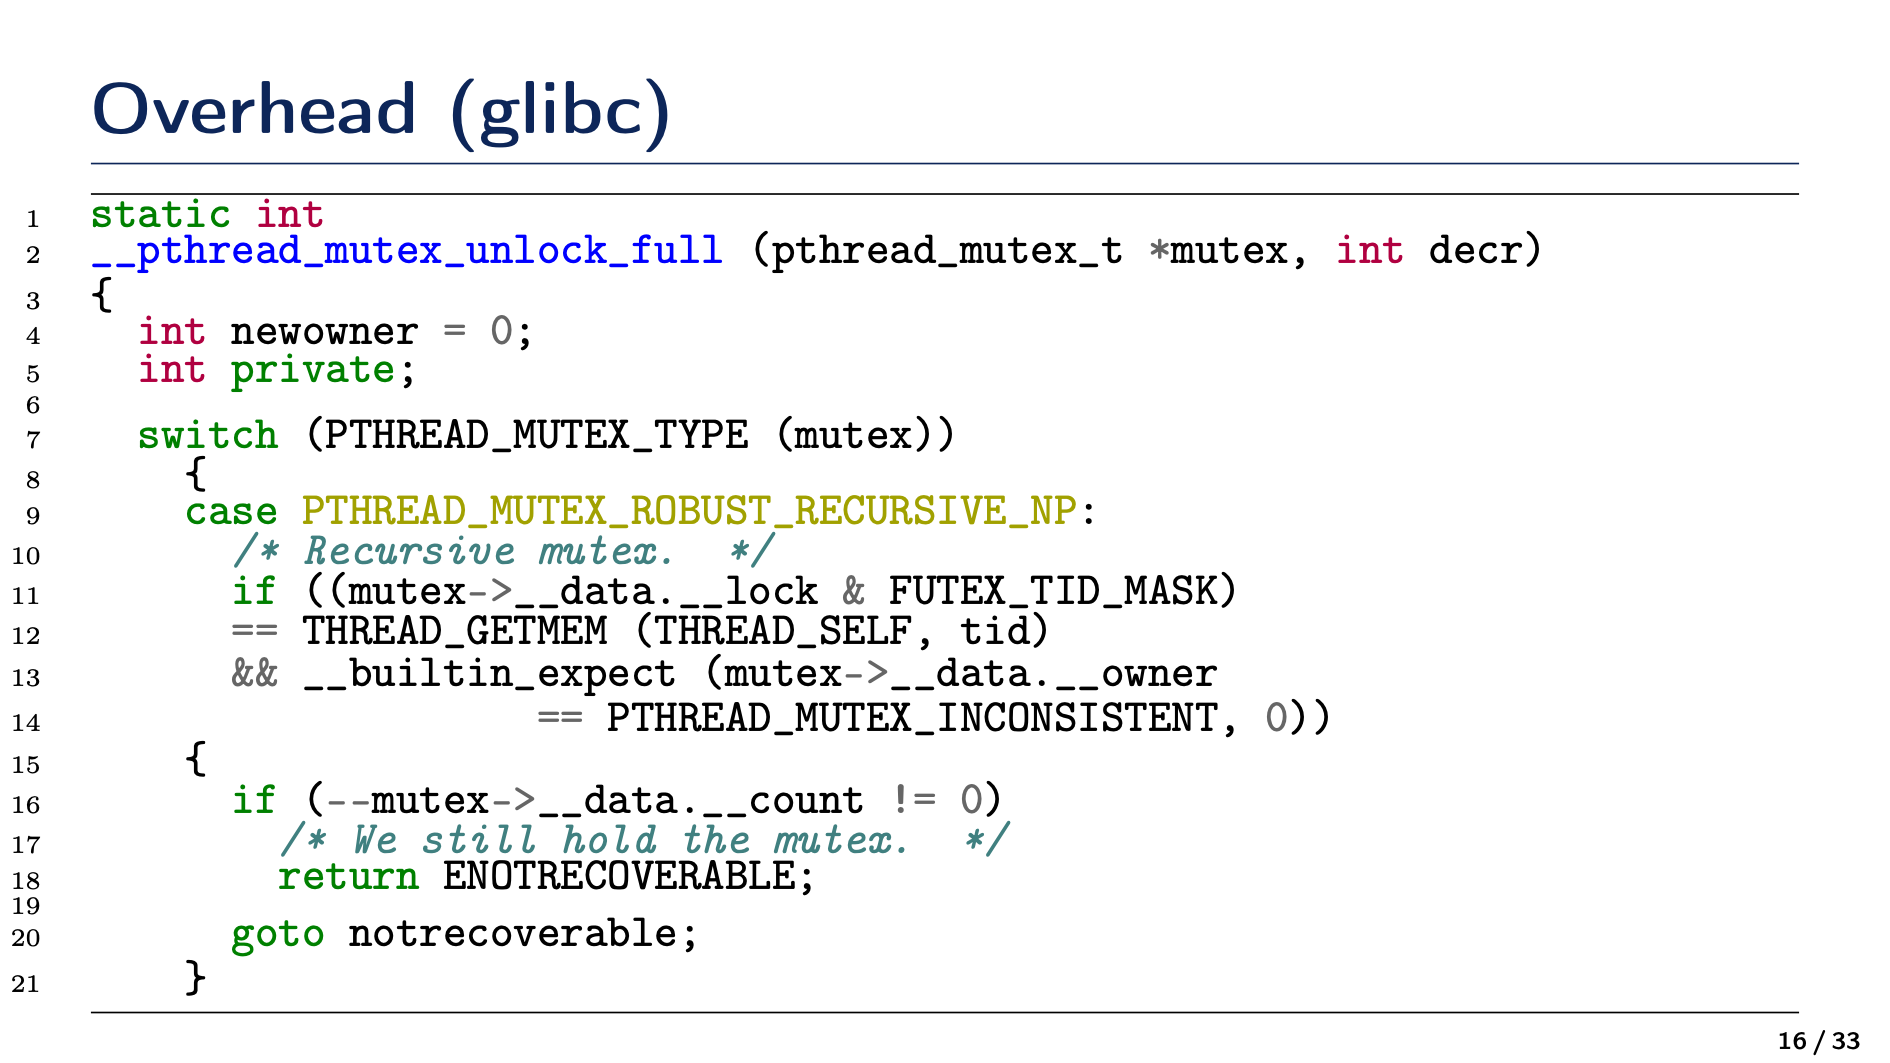 Overhead (glibc)
1 static int
2 __pthread_mutex_unlock_full (pthread_mutex_t *mutex, int decr)
3 {
4   int newowner = 0;
5   int private;
6
7   switch (PTHREAD_MUTEX_TYPE (mutex))
8     {
9     case PTHREAD_MUTEX_ROBUST_RECURSIVE_NP:
10       /* Recursive mutex.  */
11       if ((mutex->__data.__lock & FUTEX_TID_MASK)
12       == THREAD_GETMEM (THREAD_SELF, tid)
13       && __builtin_expect (mutex->__data.__owner
14                    == PTHREAD_MUTEX_INCONSISTENT, 0))
15     {
16       if (--mutex->__data.__count != 0)
17         /* We still hold the mutex.  */
18         return ENOTRECOVERABLE;
19
20       goto notrecoverable;
21     }
16 / 33